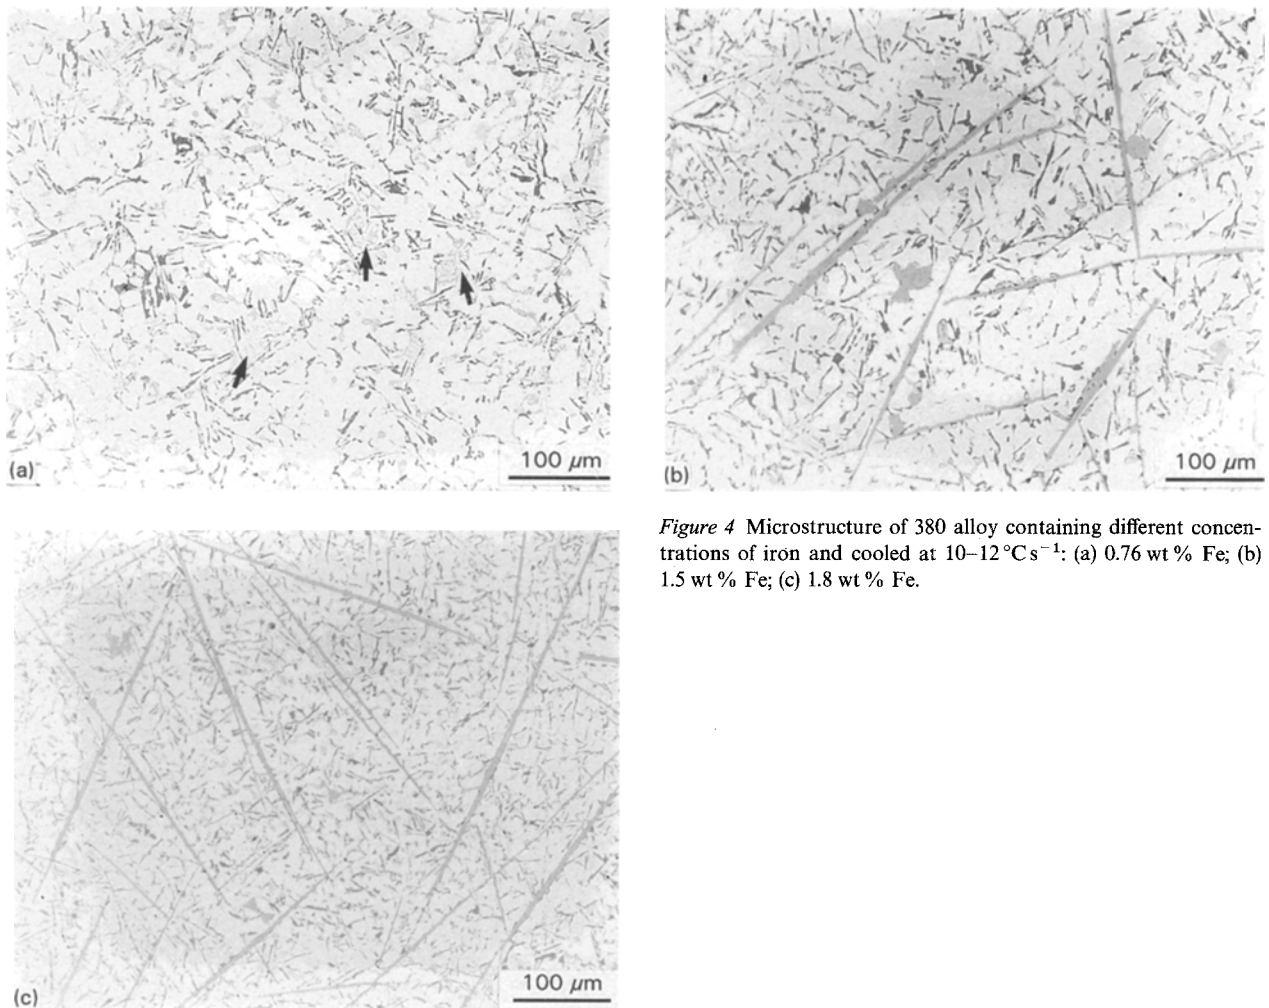 (a)
100 μm
(b)
100 μm
Figure 4 Microstructure of 380 alloy containing different concen-
trations of iron and cooled at 10–12 °C s⁻¹: (a) 0.76 wt % Fe; (b)
1.5 wt % Fe; (c) 1.8 wt % Fe.
(c)
100 μm